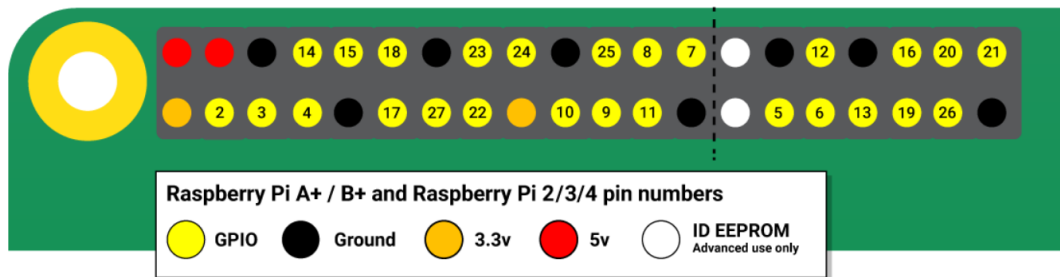 14 15 18 23 24 25 8 7 12 16 20 21
2 3 4 17 27 22 10 9 11 5 6 13 19 26
Raspberry Pi A+ / B+ and Raspberry Pi 2/3/4 pin numbers
GPIO Ground 3.3v 5v ID EEPROM
Advanced use only